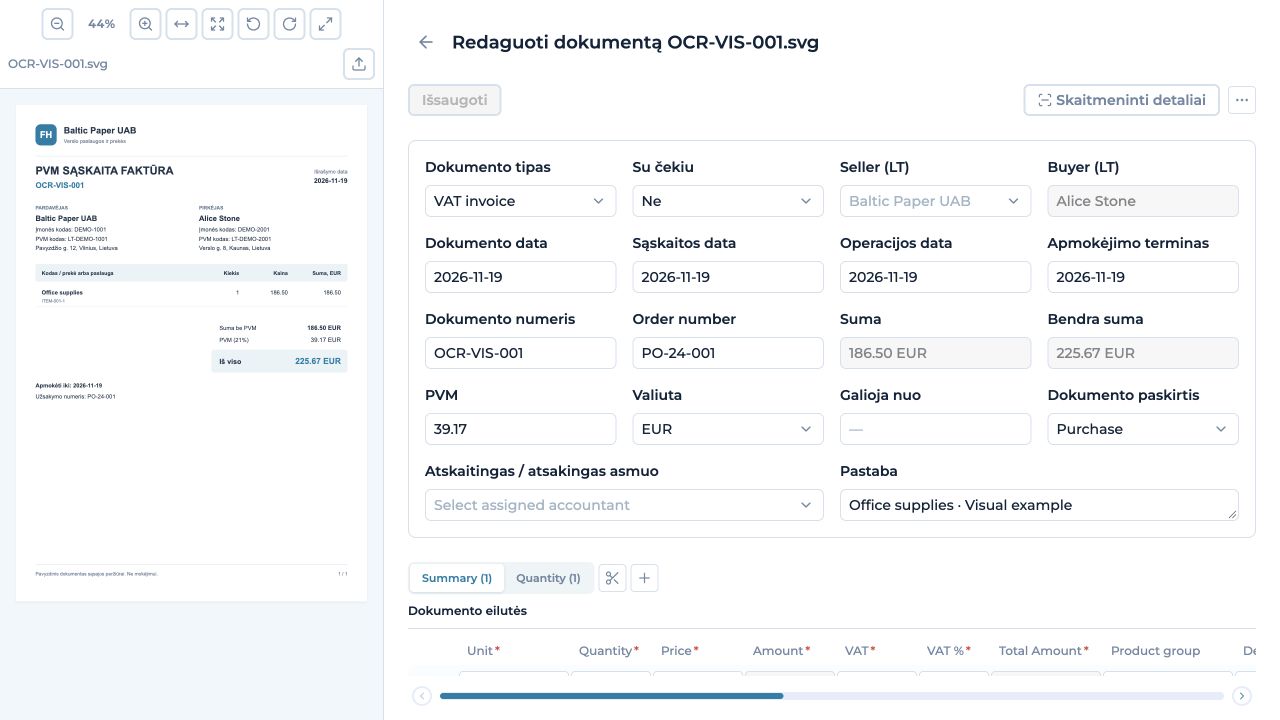 44%
OCR-VIS-001.svg
FH
Baltic Paper UAB
Verslo paslaugos ir prekės
PVM SĄSKAITA FAKTŪRA
OCR-VIS-001
Išrašymo data
2026-11-19
PARDAVĖJAS
Baltic Paper UAB
Įmonės kodas: DEMO-1001
PVM kodas: LT-DEMO-1001
Pavyzdžio g. 12, Vilnius, Lietuva
PIRKĖJAS
Alice Stone
Įmonės kodas: DEMO-2001
PVM kodas: LT-DEMO-2001
Verslo g. 8, Kaunas, Lietuva
Kodas / prekė arba paslauga Kiekis Kaina Suma, EUR
Office supplies 1 186.50 186.50
ITEM-001-1
Suma be PVM 186.50 EUR
PVM (21%) 39.17 EUR
Iš viso 225.67 EUR
Apmokėti iki: 2026-11-19
Užsakymo numeris: PO-24-001
Pavyzdinis dokumentas sąsajos peržiūrai. Ne mokėjimui. 1 / 1
Redaguoti dokumentą OCR-VIS-001.svg
Išsaugoti
Skaitmeninti detaliai
Dokumento tipas Su čekiu Seller (LT) Buyer (LT)
VAT invoice Ne Baltic Paper UAB Alice Stone
Dokumento data Sąskaitos data Operacijos data Apmokėjimo terminas
2026-11-19 2026-11-19 2026-11-19 2026-11-19
Dokumento numeris Order number Suma Bendra suma
OCR-VIS-001 PO-24-001 186.50 EUR 225.67 EUR
PVM Valiuta Galioja nuo Dokumento paskirtis
39.17 EUR — Purchase
Atskaitingas / atsakingas asmuo Pastaba
Select assigned accountant Office supplies · Visual example
Summary (1) Quantity (1)
Dokumento eilutės
Unit* Quantity* Price* Amount* VAT* VAT %* Total Amount* Product group De